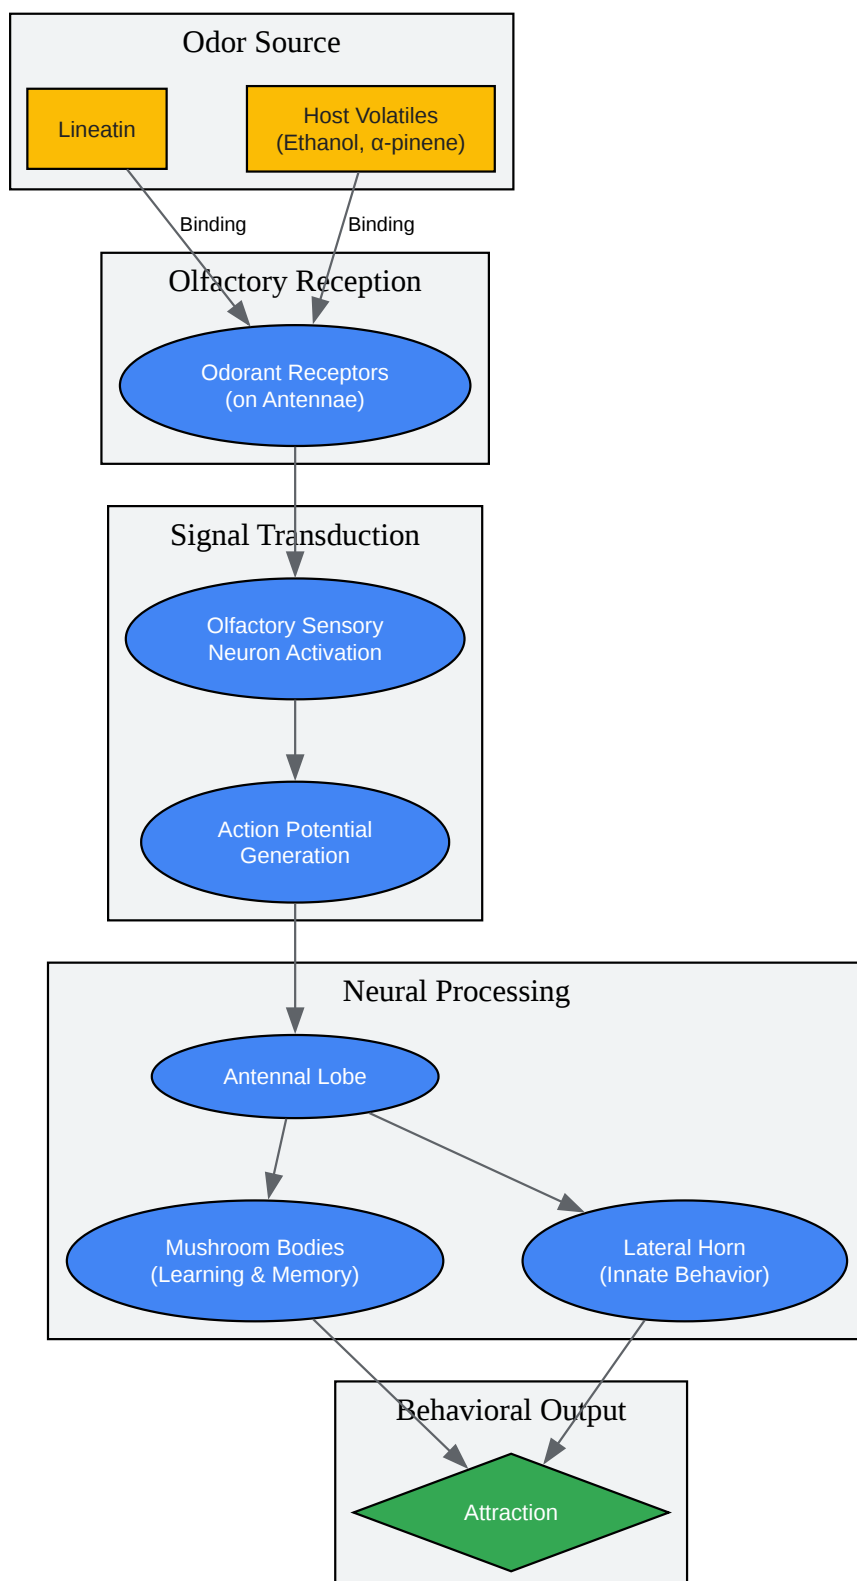 Odor Source
Lineatin
Host Volatiles
(Ethanol, α-pinene)
Binding
Binding
Olfactory Reception
Odorant Receptors
(on Antennae)
Signal Transduction
Olfactory Sensory
Neuron Activation
Action Potential
Generation
Neural Processing
Antennal Lobe
Mushroom Bodies
(Learning & Memory)
Lateral Horn
(Innate Behavior)
Behavioral Output
Attraction